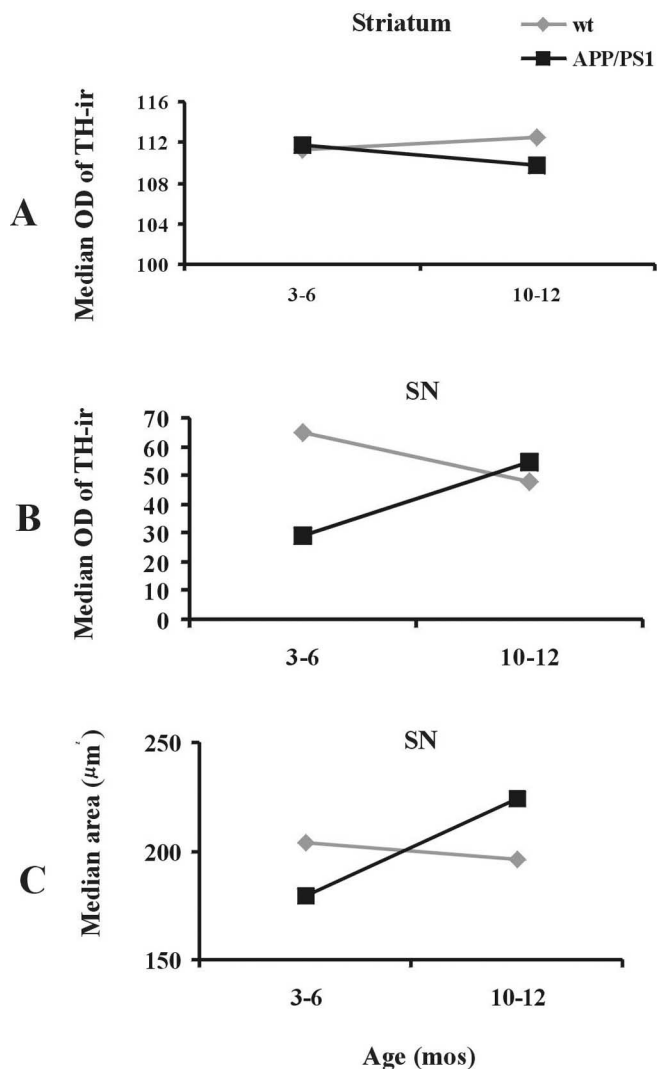 Striatum
wt
APP/PS1
A
Median OD of TH-ir
116
112
108
104
100
3-6
10-12
SN
B
Median OD of TH-ir
70
60
50
40
30
20
10
0
3-6
10-12
SN
C
Median area (μm²)
250
200
150
3-6
10-12
Age (mos)